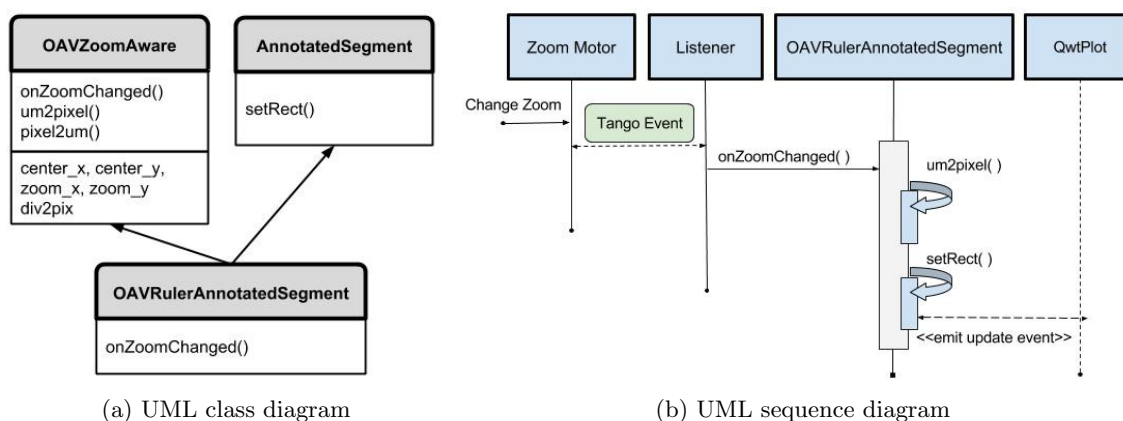 OAVZoomAware
onZoomChanged()
um2pixel()
pixel2um()
center_x, center_y,
zoom_x, zoom_y
div2pix
AnnotatedSegment
setRect()
OAVRulerAnnotatedSegment
onZoomChanged()
(a) UML class diagram
Zoom Motor
Listener
OAVRulerAnnotatedSegment
QwtPlot
Change Zoom
Tango Event
onZoomChanged( )
um2pixel( )
setRect( )
<<emit update event>>
(b) UML sequence diagram